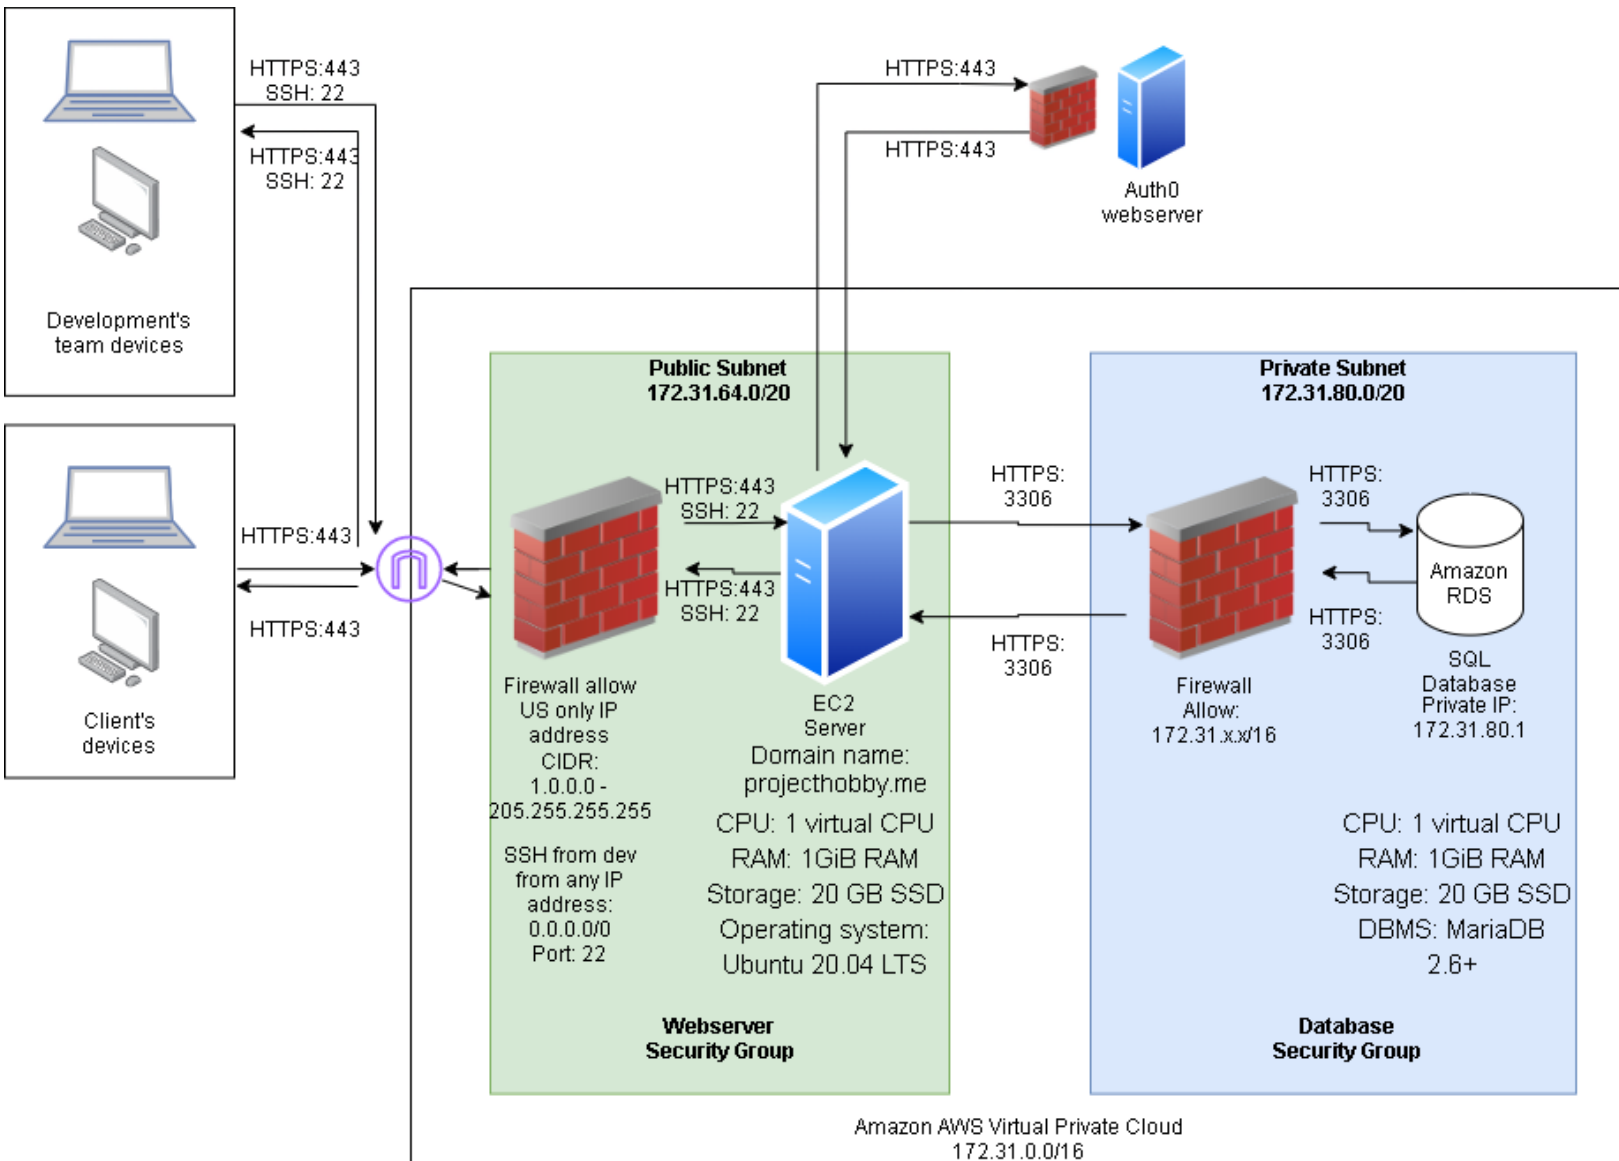 HTTPS:443
SSH: 22
HTTPS:443
SSH: 22
Development's
team devices
HTTPS:443
HTTPS:443
Auth0
webserver
HTTPS:443
HTTPS:443
Client's
devices
Public Subnet
172.31.64.0/20
HTTPS:443
SSH: 22
HTTPS:443
SSH: 22
Firewall allow
US only IP
address
CIDR:
1.0.0.0 -
205.255.255.255
SSH from dev
from any IP
address:
0.0.0.0/0
Port: 22
EC2
Server
Domain name:
projecthobby.me
CPU: 1 virtual CPU
RAM: 1GiB RAM
Storage: 20 GB SSD
Operating system:
Ubuntu 20.04 LTS
Webserver
Security Group
HTTPS:
3306
HTTPS:
3306
Private Subnet
172.31.80.0/20
HTTPS:
3306
HTTPS:
3306
Firewall
Allow:
172.31.x.x/16
Amazon
RDS
SQL
Database
Private IP:
172.31.80.1
CPU: 1 virtual CPU
RAM: 1GiB RAM
Storage: 20 GB SSD
DBMS: MariaDB
2.6+
Database
Security Group
Amazon AWS Virtual Private Cloud
172.31.0.0/16